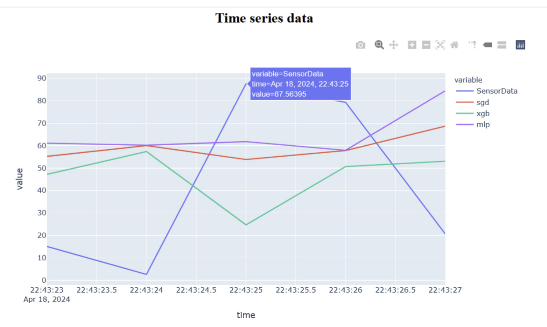 Time series data
variable=SensorData
time=Apr 18, 2024, 22:43:25
value=87.56395
variable
SensorData
sgd
xgb
mlp
value
90
80
70
60
50
40
30
20
10
0
22:43:23 22:43:23.5 22:43:24 22:43:24.5 22:43:25 22:43:25.5 22:43:26 22:43:26.5 22:43:27
Apr 18, 2024
time